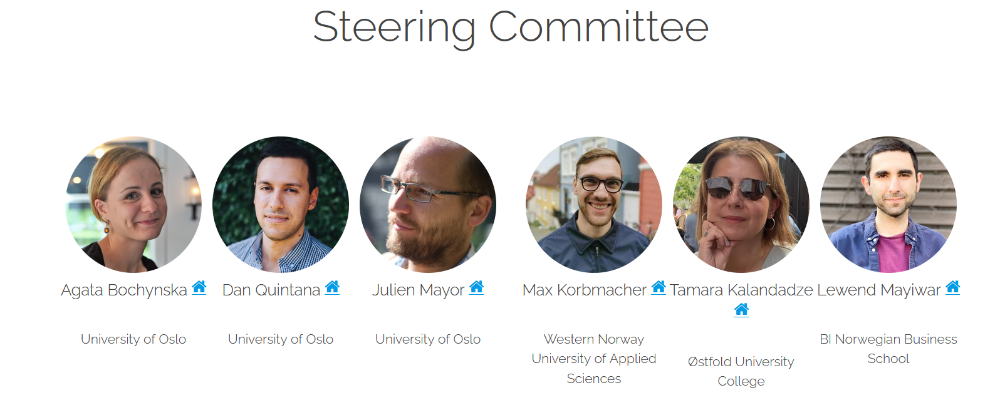 Steering Committee
Agata Bochynska
Dan Quintana
Julien Mayor
Max Korbmacher
Tamara Kalandadze
Lewend Mayiwar
University of Oslo
University of Oslo
University of Oslo
Western Norway
University of Applied
Sciences
Østfold University
College
BI Norwegian Business
School